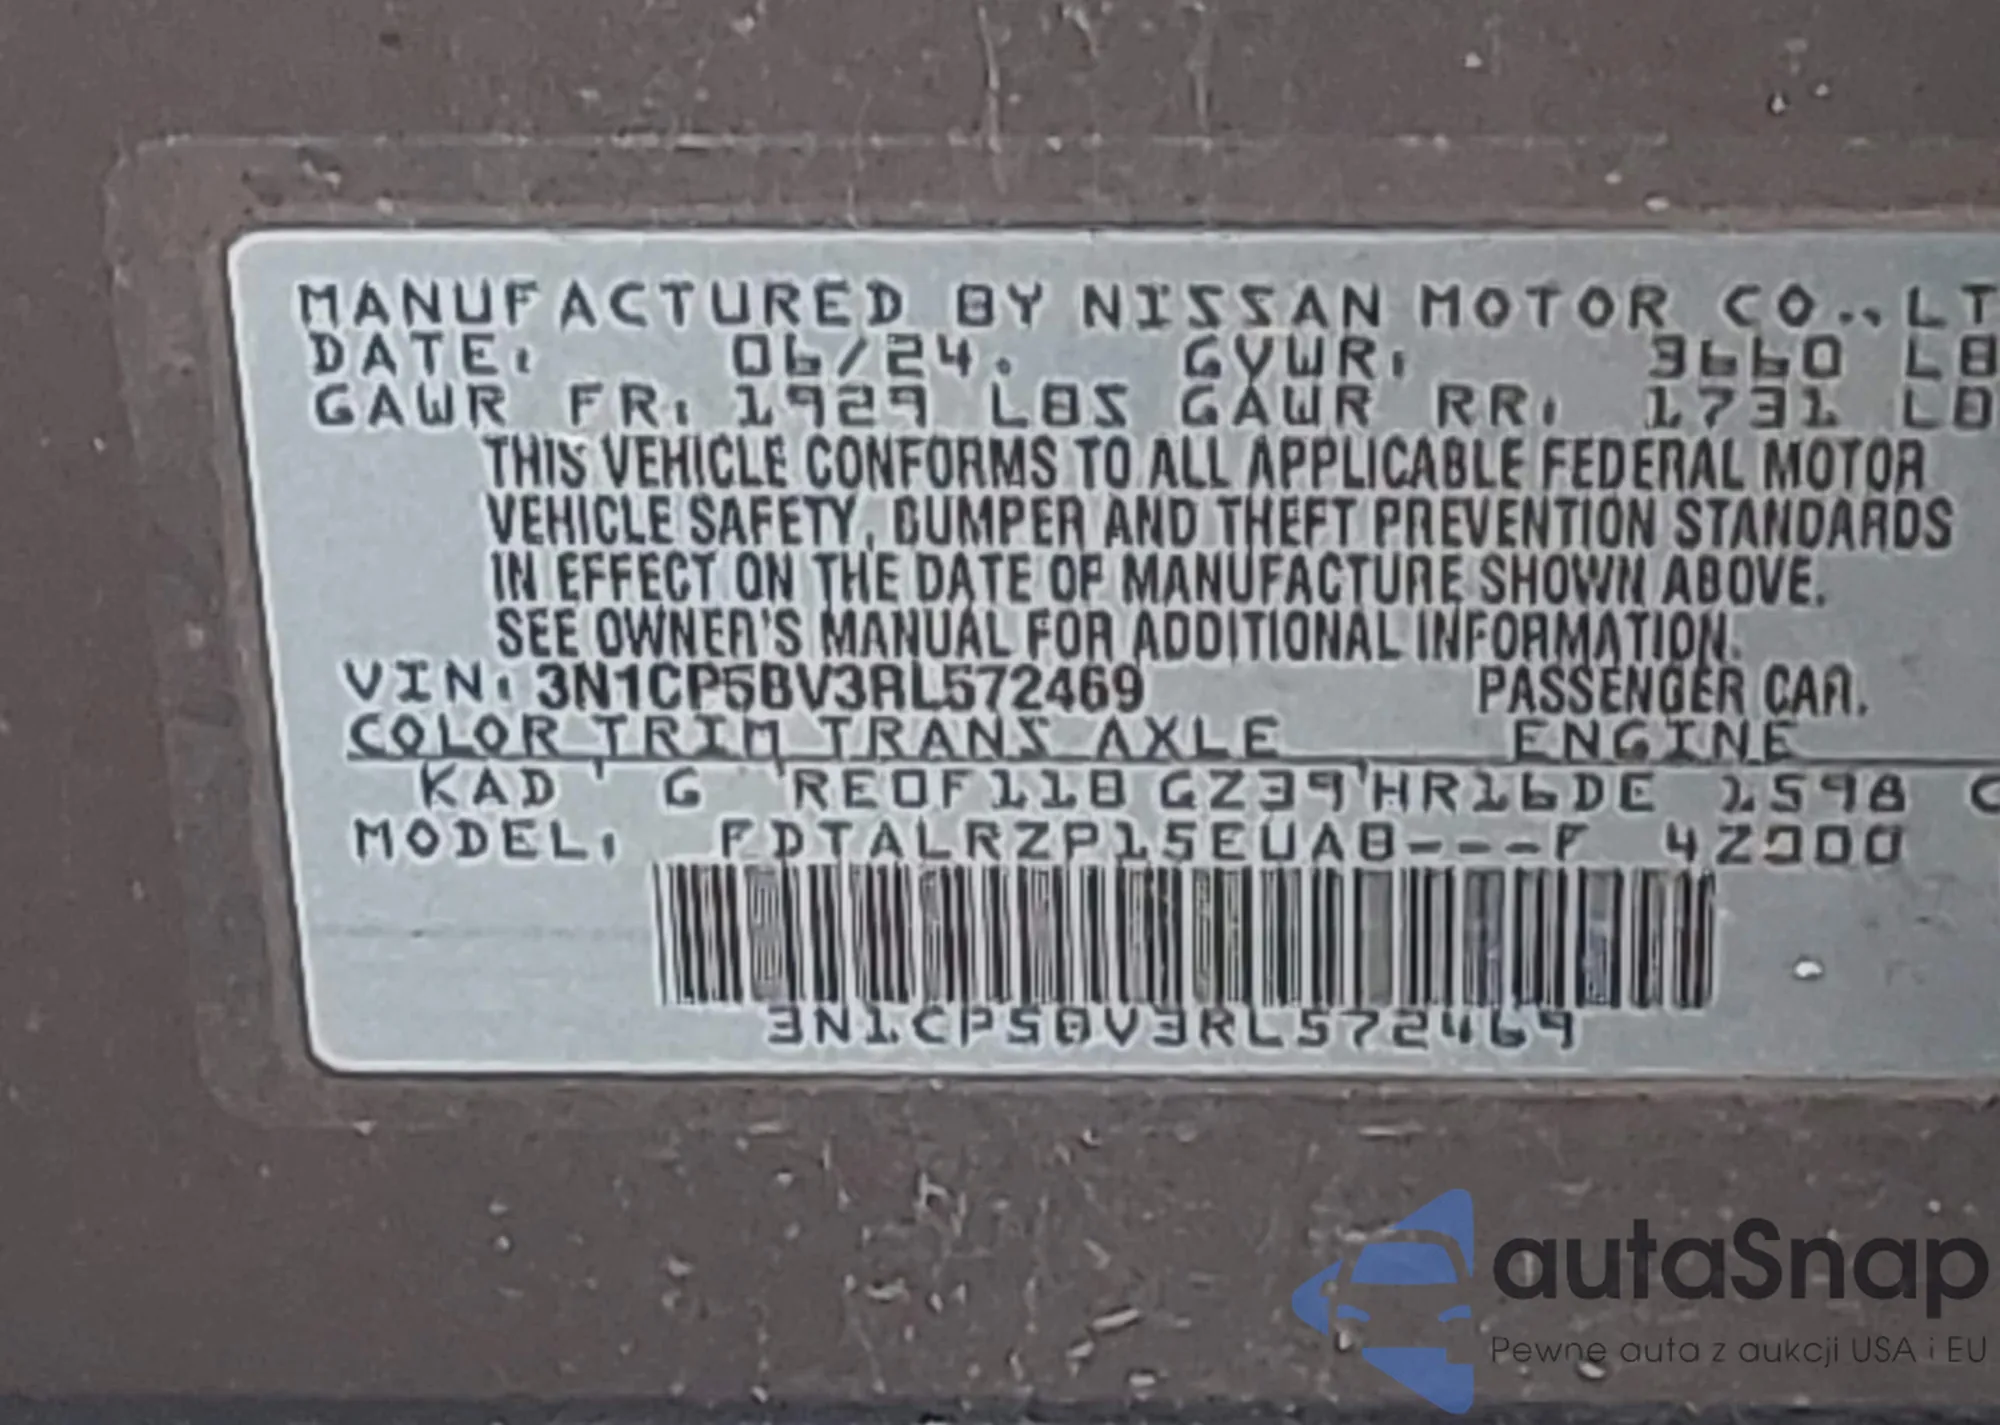 MANUFACTURED BY NISSAN MOTOR CO., LT
DATE: 06/24. GVWR: 3660 LB
GAWR FR: 1929 LBS GAWR RR: 1731 LB
THIS VEHICLE CONFORMS TO ALL APPLICABLE FEDERAL MOTOR
VEHICLE SAFETY, BUMPER AND THEFT PREVENTION STANDARDS
IN EFFECT ON THE DATE OF MANUFACTURE SHOWN ABOVE.
SEE OWNER'S MANUAL FOR ADDITIONAL INFORMATION.
VIN: 3N1CP5BV3RL572469 PASSENGER CAR.
COLOR TRIM TRANS AXLE ENGINE
KAD G RE0F11B GZ39 HR16DE 1598 C
MODEL: FDTALRZP15EUAB---F 42000
3N1CP5BV3RL572469
autaSnap
Pewne auta z aukcji USA i EU